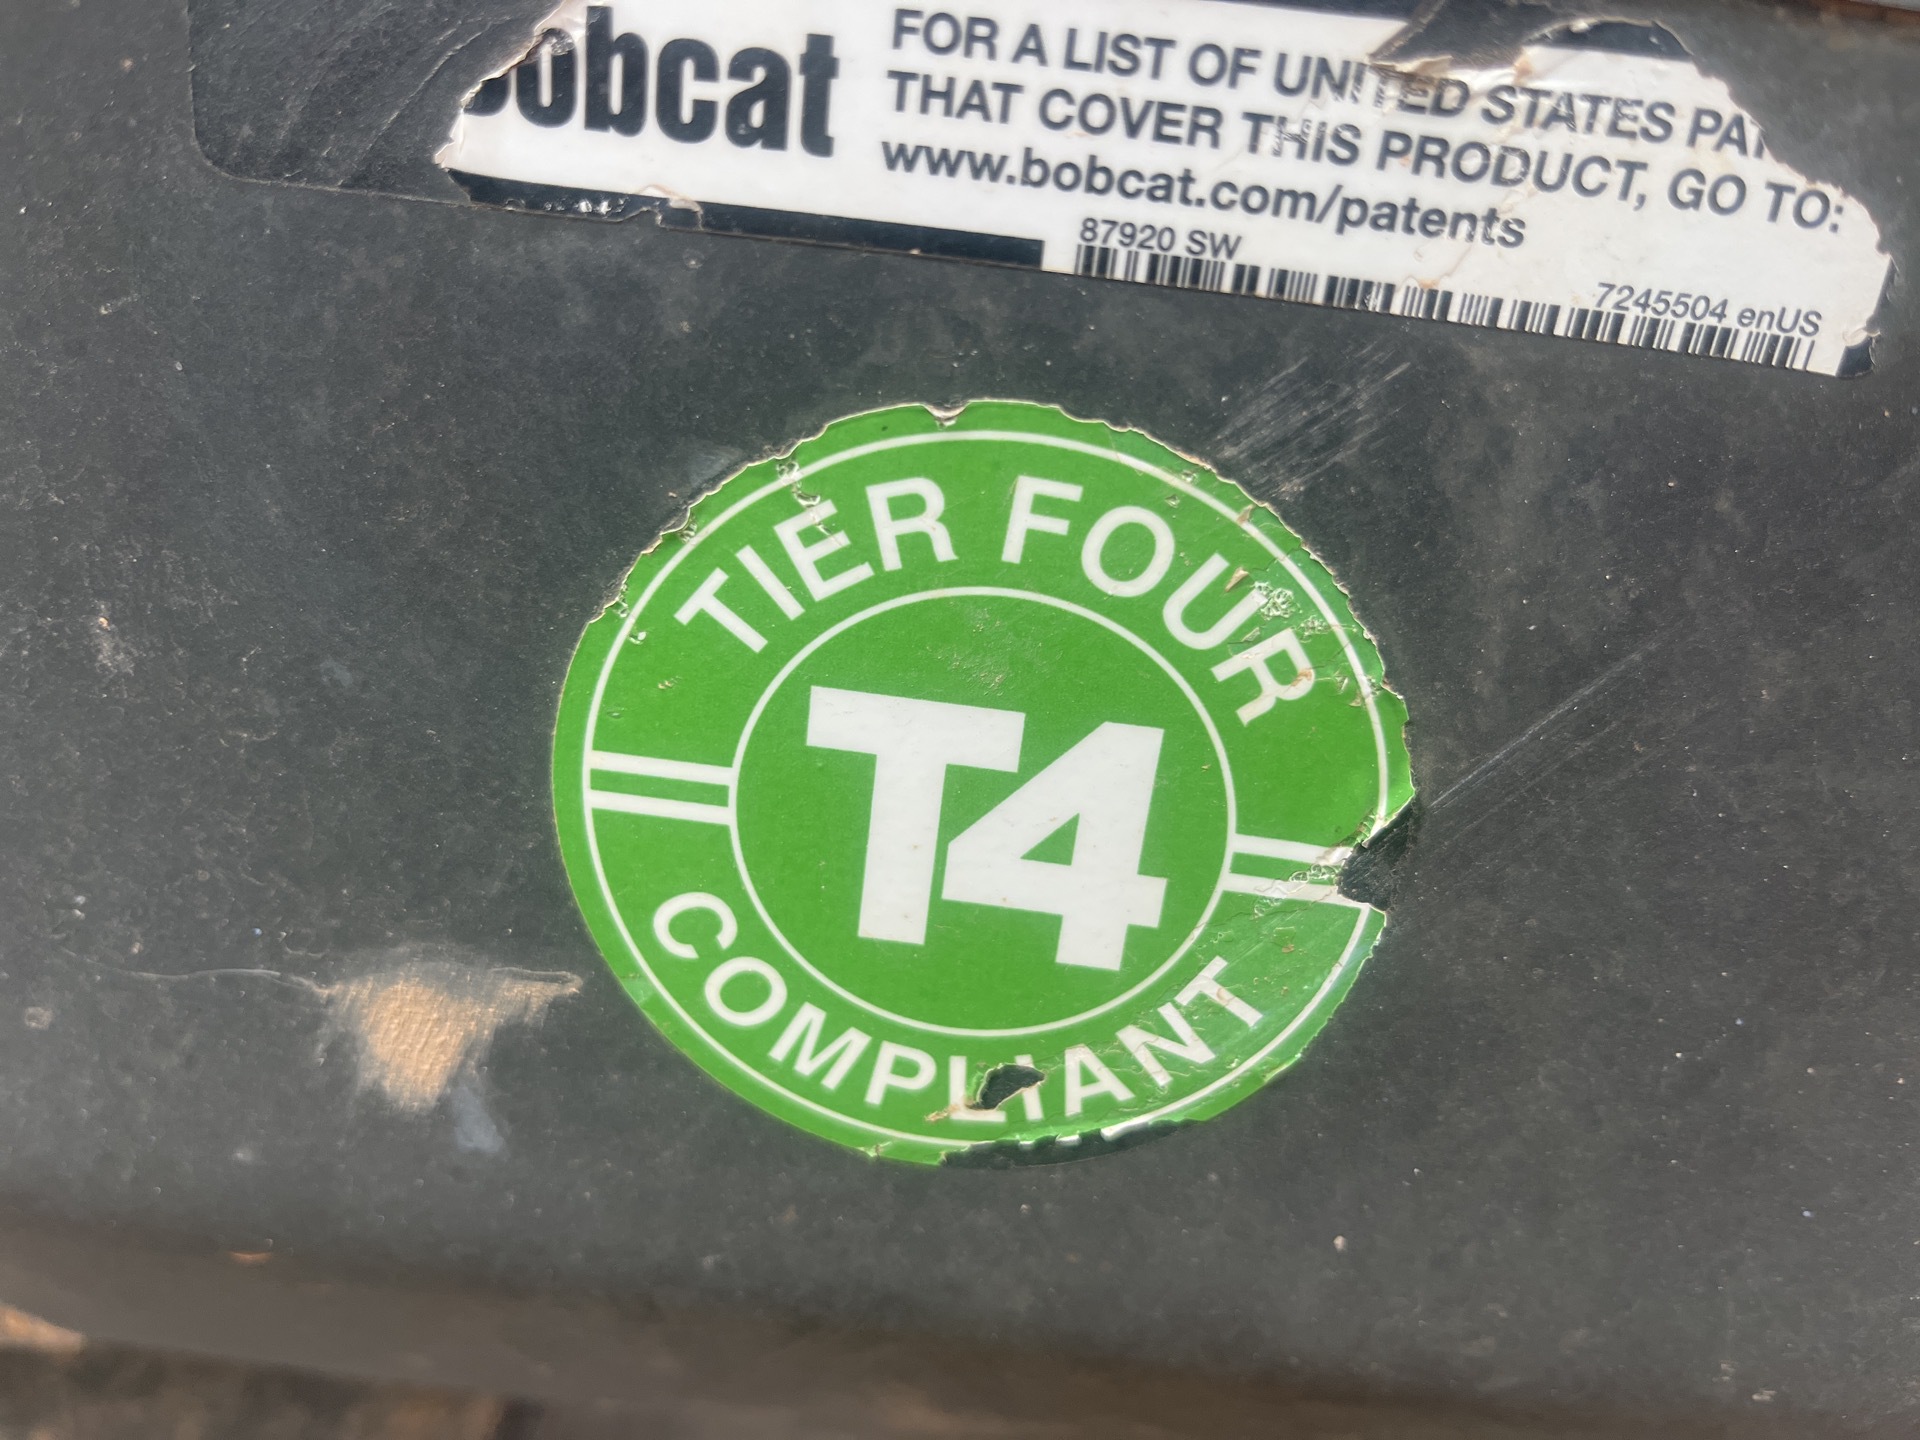 bobcat
FOR A LIST OF UNITED STATES PA
THAT COVER THIS PRODUCT, GO TO:
www.bobcat.com/patents
87920 SW
7245504 enUS
TIER FOUR
T4
COMPLIANT